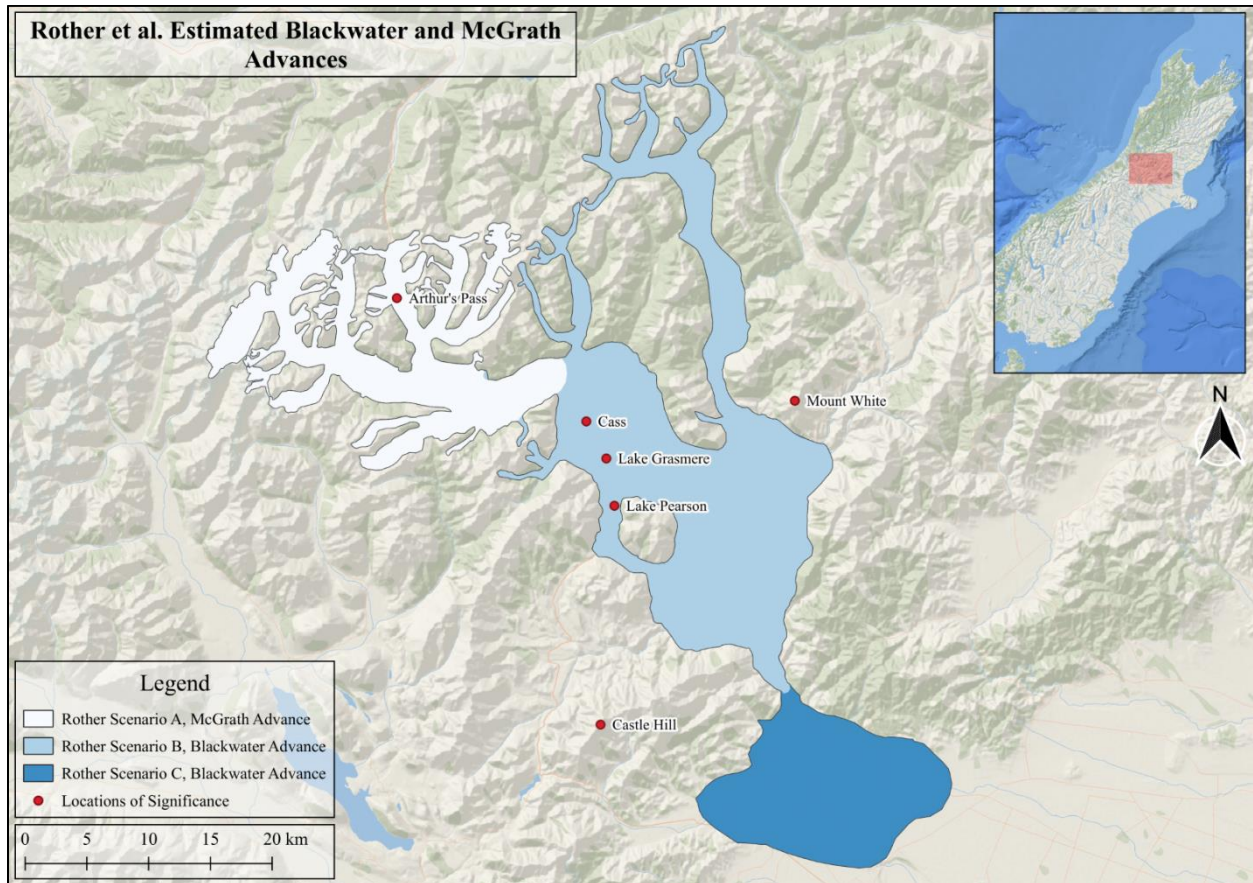 Rother et al. Estimated Blackwater and McGrath
Advances
N
Arthur's Pass
Mount White
Cass
Lake Grasmere
Lake Pearson
Castle Hill
Legend
Rother Scenario A, McGrath Advance
Rother Scenario B, Blackwater Advance
Rother Scenario C, Blackwater Advance
Locations of Significance
0 5 10 15 20 km